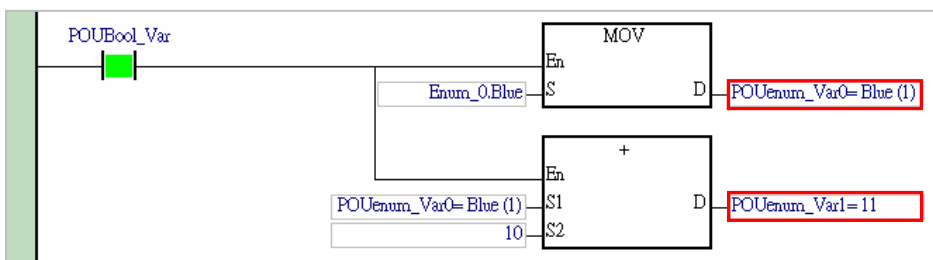 POUBool_Var
MOV
En
Enum_0.Blue S D POUenum_Var0=Blue (1)
+
En
POUenum_Var0=Blue (1) S1 D POUenum_Var1=11
10 S2